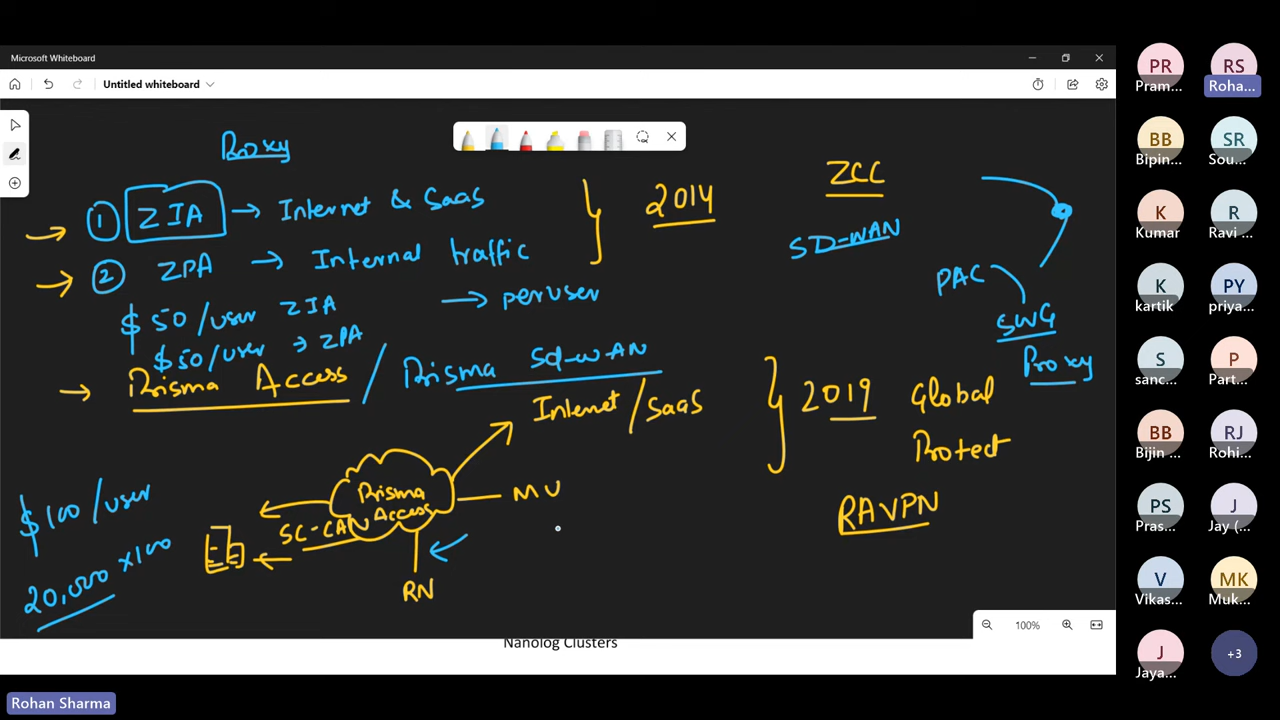 Microsoft Whiteboard
Untitled whiteboard
Proxy
① ZIA → Internet & SaaS
2014
② ZPA → Internal traffic
$50/user ZIA
→ peruser
$50/user → ZPA
Prisma Access / Prisma Sd-WAN
Internet/SaaS
ZCC
SD-WAN
PAC
SWG
Proxy
2019 Global
Protect
RAVPN
Prisma
Access
MU
SC-CAN
RN
$100/user
20,000 x100
100%
Nanolog Clusters
PR
Pram...
RS
Roha...
BB
Bipin...
SR
Sou...
K
Kumar
R
Ravi ...
K
kartik
PY
priya...
S
sanc...
P
Part...
BB
Bijin ...
RJ
Rohi...
PS
Pras...
J
Jay (...
V
Vikas...
MK
Muk...
J
Jaya...
+3
Rohan Sharma